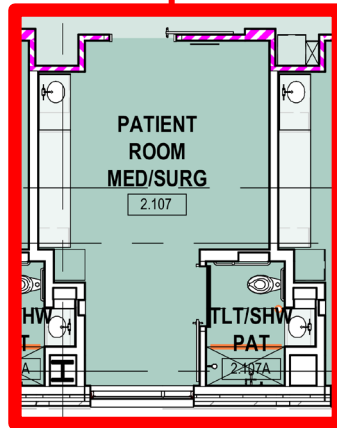 PATIENT
ROOM
MED/SURG
2.107
HW
T
A
TLT/SHW
PAT
2.107A